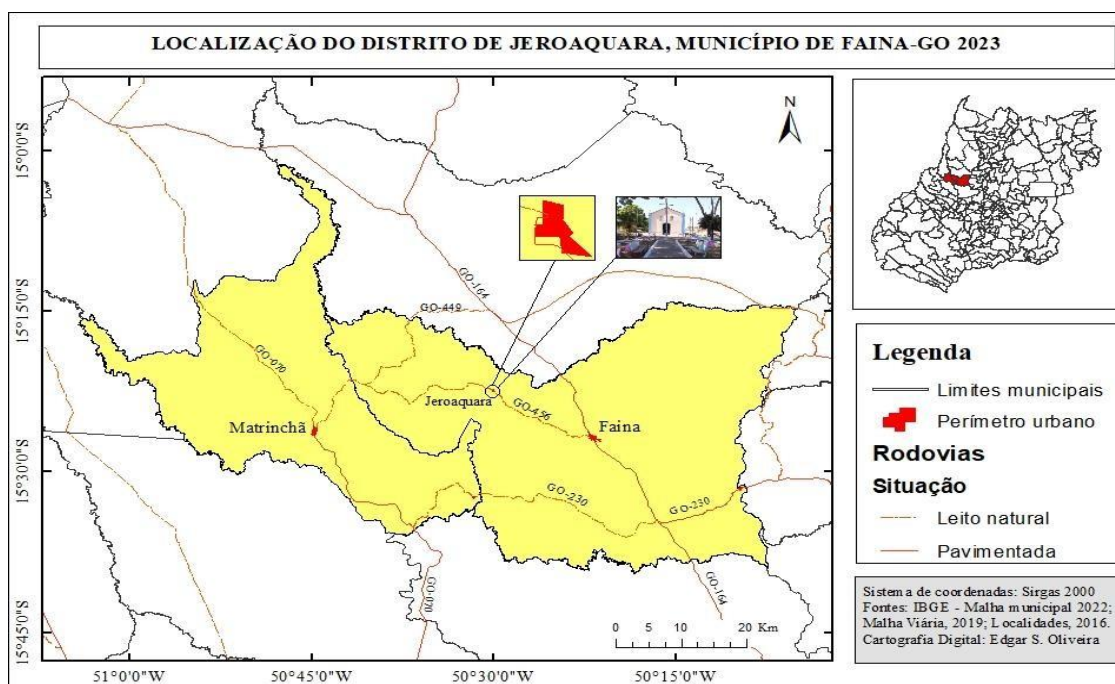 LOCALIZAÇÃO DO DISTRITO DE JEROAQUARA, MUNICÍPIO DE FAINA-GO 2023
N
15°0'0"S
15°15'0"S
15°30'0"S
15°45'0"S
GO-164
GO-449
GO-070
Jeroaquara
GO-456
Matrinchã
Faina
GO-230
GO-230
GO-070
GO-164
0 5 10 20 Km
51°0'0"W
50°45'0"W
50°30'0"W
50°15'0"W
Legenda
Limites municipais
Perímetro urbano
Rodovias
Situação
Leito natural
Pavimentada
Sistema de coordenadas: Sirgas 2000
Fontes: IBGE - Malha municipal 2022;
Malha Viária, 2019; Localidades, 2016.
Cartografia Digital: Edgar S. Oliveira